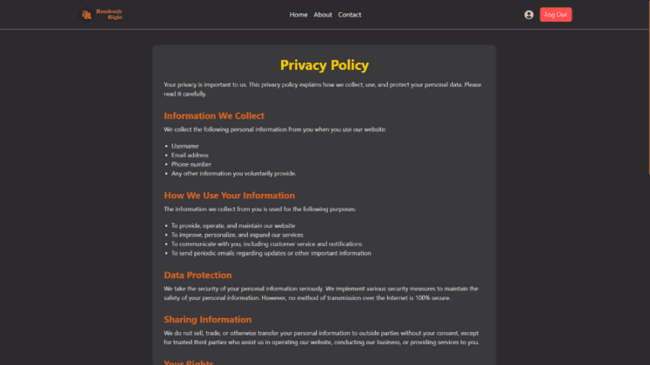 Randomly
Right
Home About Contact
Log Out
Privacy Policy
Your privacy is important to us. This privacy policy explains how we collect, use, and protect your personal data. Please
read it carefully.
Information We Collect
We collect the following personal information from you when you use our website:
• Username
• Email address
• Phone number
• Any other information you voluntarily provide.
How We Use Your Information
The information we collect from you is used for the following purposes:
• To provide, operate, and maintain our website
• To improve, personalize, and expand our services
• To communicate with you, including customer service and notifications
• To send periodic emails regarding updates or other important information
Data Protection
We take the security of your personal information seriously. We implement various security measures to maintain the
safety of your personal information. However, no method of transmission over the Internet is 100% secure.
Sharing Information
We do not sell, trade, or otherwise transfer your personal information to outside parties without your consent, except
for trusted third parties who assist us in operating our website, conducting our business, or providing services to you.
Your Rights